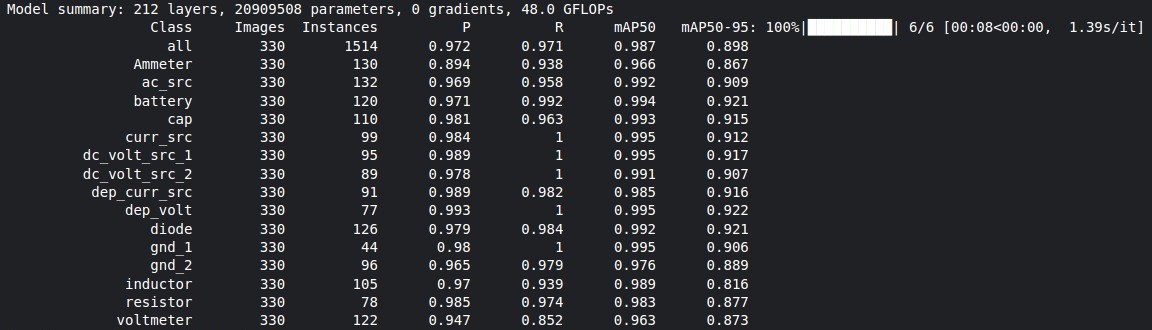 Model summary: 212 layers, 20909508 parameters, 0 gradients, 48.0 GFLOPs
Class Images Instances P R mAP50 mAP50-95: 100%|██████████| 6/6 [00:08<00:00, 1.39s/it]
all 330 1514 0.972 0.971 0.987 0.898
Ammeter 330 130 0.894 0.938 0.966 0.867
ac_src 330 132 0.969 0.958 0.992 0.909
battery 330 120 0.971 0.992 0.994 0.921
cap 330 110 0.981 0.963 0.993 0.915
curr_src 330 99 0.984 1 0.995 0.912
dc_volt_src_1 330 95 0.989 1 0.995 0.917
dc_volt_src_2 330 89 0.978 1 0.991 0.907
dep_curr_src 330 91 0.989 0.982 0.985 0.916
dep_volt 330 77 0.993 1 0.995 0.922
diode 330 126 0.979 0.984 0.992 0.921
gnd_1 330 44 0.98 1 0.995 0.906
gnd_2 330 96 0.965 0.979 0.976 0.889
inductor 330 105 0.97 0.939 0.989 0.816
resistor 330 78 0.985 0.974 0.983 0.877
voltmeter 330 122 0.947 0.852 0.963 0.873